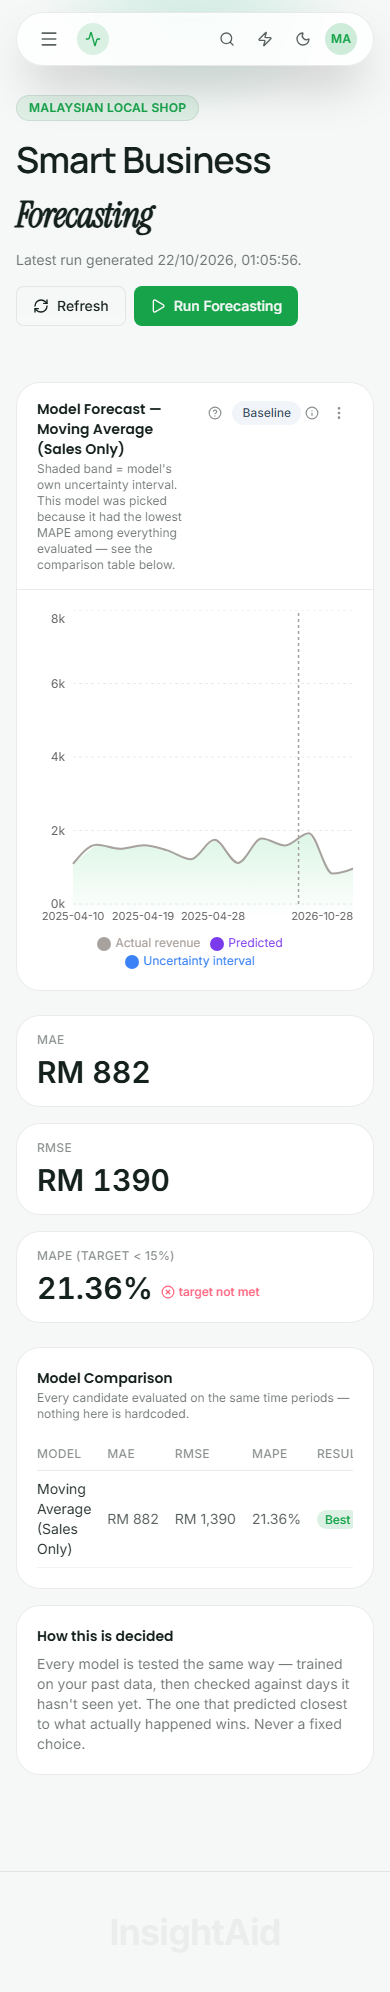 MA
MALAYSIAN LOCAL SHOP
Smart Business
Forecasting
Latest run generated 22/10/2026, 01:05:56.
Refresh
Run Forecasting
Model Forecast —
Moving Average
(Sales Only)
Baseline
Shaded band = model's
own uncertainty interval.
This model was picked
because it had the lowest
MAPE among everything
evaluated — see the
comparison table below.
8k
6k
4k
2k
0k
2025-04-10 2025-04-19 2025-04-28 2026-10-28
Actual revenue Predicted
Uncertainty interval
MAE
RM 882
RMSE
RM 1390
MAPE (TARGET < 15%)
21.36% target not met
Model Comparison
Every candidate evaluated on the same time periods —
nothing here is hardcoded.
MODEL MAE RMSE MAPE RESUL
Moving
Average
(Sales
Only)
RM 882 RM 1,390 21.36% Best
How this is decided
Every model is tested the same way — trained
on your past data, then checked against days it
hasn't seen yet. The one that predicted closest
to what actually happened wins. Never a fixed
choice.
InsightAid